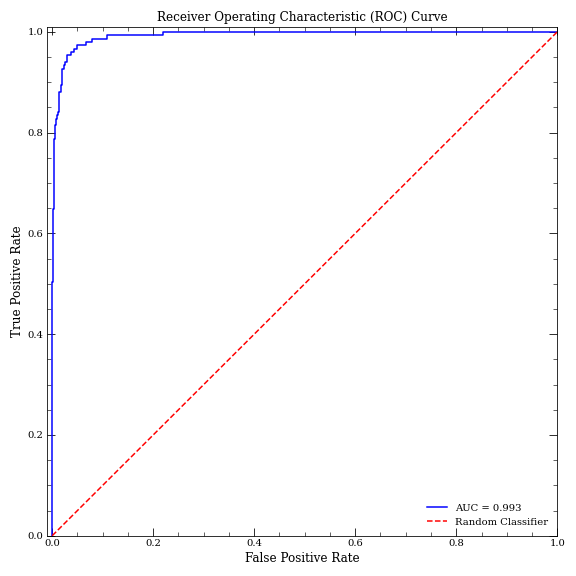 Receiver Operating Characteristic (ROC) Curve
1.0
0.8
0.6
0.4
0.2
0.0
True Positive Rate
AUC = 0.993
Random Classifier
0.0 0.2 0.4 0.6 0.8 1.0
False Positive Rate